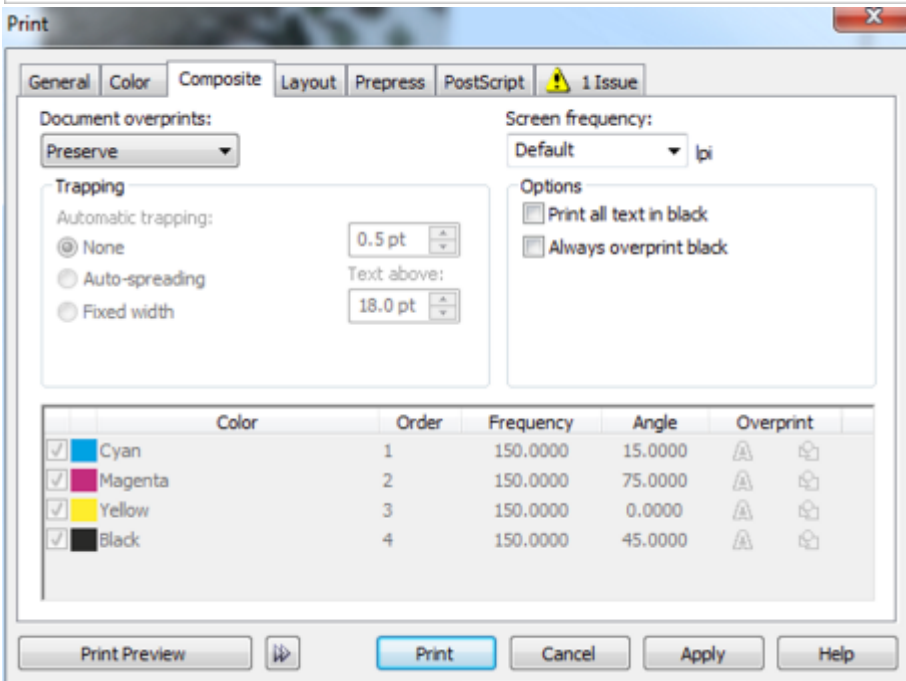 Print
General Color Composite Layout Prepress PostScript 1 Issue
Document overprints:
Preserve
Screen frequency:
Default lpi
Trapping
Automatic trapping:
None
Auto-spreading
Fixed width
0.5 pt
Text above:
18.0 pt
Options
Print all text in black
Always overprint black
Color Order Frequency Angle Overprint
Cyan 1 150.0000 15.0000
Magenta 2 150.0000 75.0000
Yellow 3 150.0000 0.0000
Black 4 150.0000 45.0000
Print Preview Print Cancel Apply Help